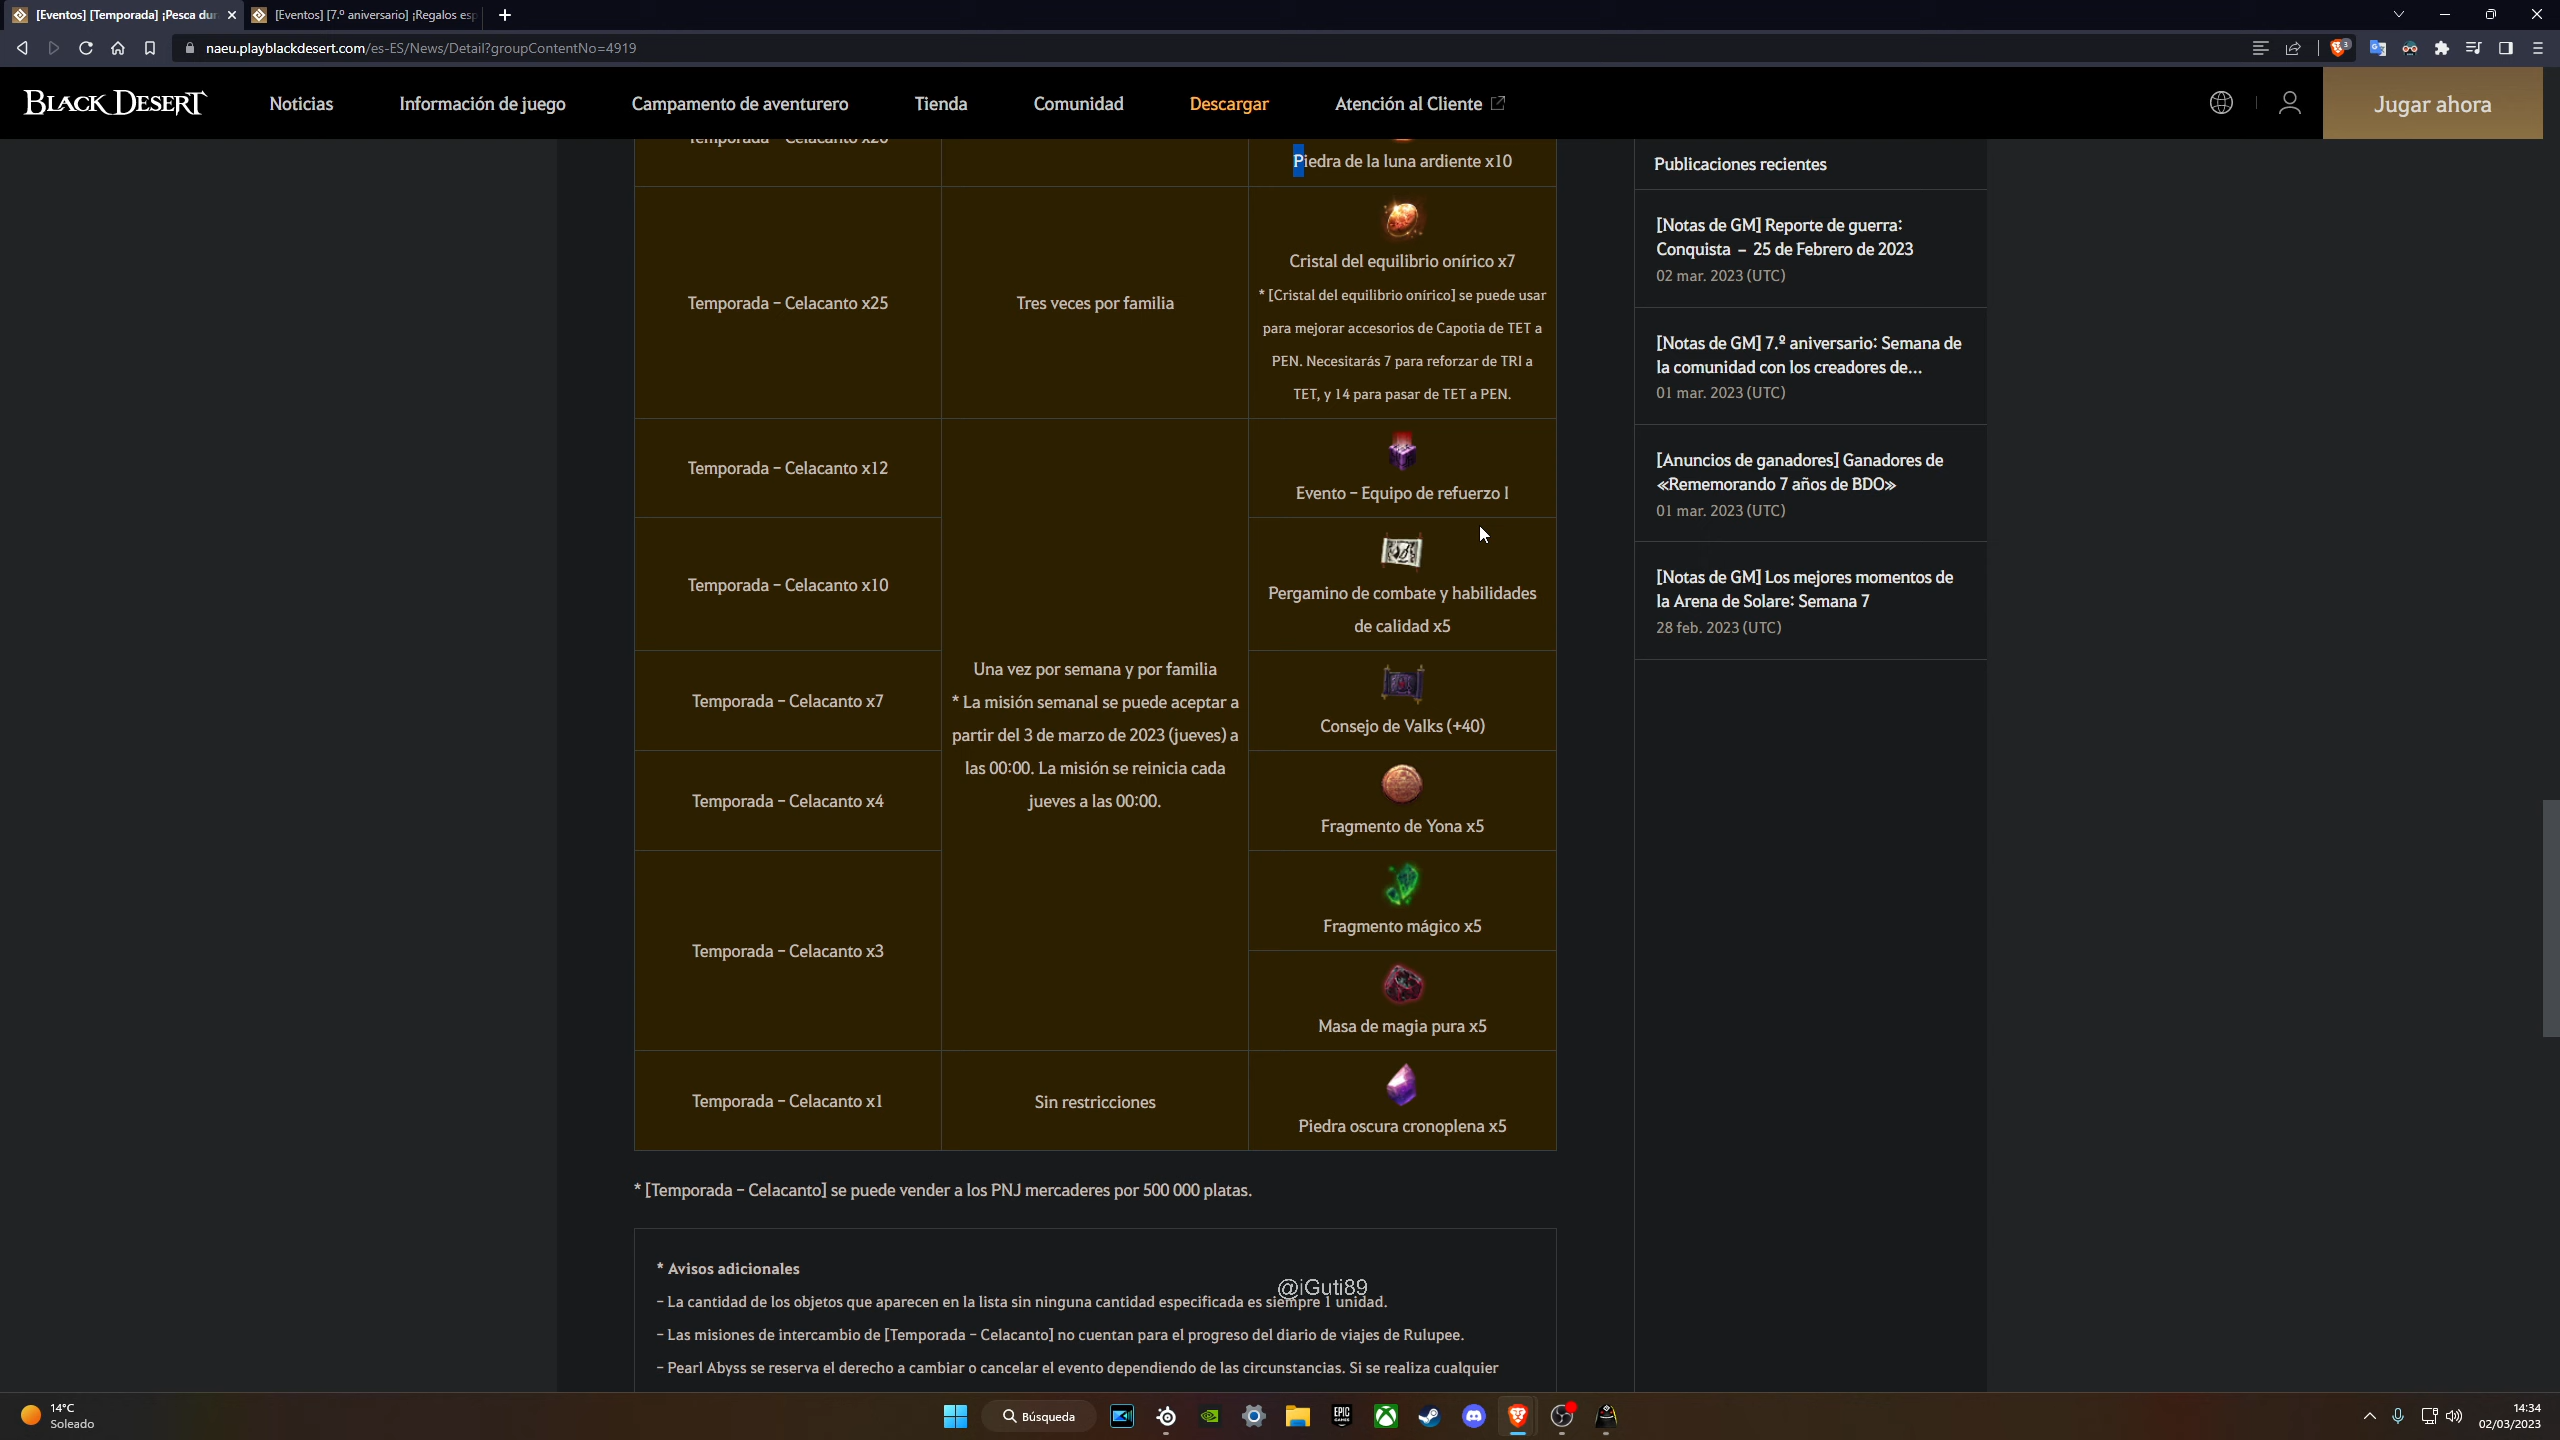 [Eventos] [Temporada] ¡Pesca dur
[Eventos] [7.º aniversario] ¡Regalos esp
naeu.playblackdesert.com/es-ES/News/Detail?groupContentNo=4919
3
BLACK DESERT
Noticias
Información de juego
Campamento de aventurero
Tienda
Comunidad
Descargar
Atención al Cliente
Jugar ahora
Temporada - Celacanto x20
Piedra de la luna ardiente x10
Temporada - Celacanto x25
Tres veces por familia
Cristal del equilibrio onírico x7
* [Cristal del equilibrio onírico] se puede usar
para mejorar accesorios de Capotia de TET a
PEN. Necesitarás 7 para reforzar de TRI a
TET, y 14 para pasar de TET a PEN.
Temporada - Celacanto x12
Evento - Equipo de refuerzo I
Temporada - Celacanto x10
Pergamino de combate y habilidades
de calidad x5
Una vez por semana y por familia
* La misión semanal se puede aceptar a
partir del 3 de marzo de 2023 (jueves) a
las 00:00. La misión se reinicia cada
jueves a las 00:00.
Temporada - Celacanto x7
Consejo de Valks (+40)
Temporada - Celacanto x4
Fragmento de Yona x5
Temporada - Celacanto x3
Fragmento mágico x5
Masa de magia pura x5
Temporada - Celacanto x1
Sin restricciones
Piedra oscura cronoplena x5
* [Temporada - Celacanto] se puede vender a los PNJ mercaderes por 500 000 platas.
* Avisos adicionales
- La cantidad de los objetos que aparecen en la lista sin ninguna cantidad especificada es siempre 1 unidad.
- Las misiones de intercambio de [Temporada - Celacanto] no cuentan para el progreso del diario de viajes de Rulupee.
- Pearl Abyss se reserva el derecho a cambiar o cancelar el evento dependiendo de las circunstancias. Si se realiza cualquier
@iGuti89
Publicaciones recientes
[Notas de GM] Reporte de guerra:
Conquista - 25 de Febrero de 2023
02 mar. 2023 (UTC)
[Notas de GM] 7.º aniversario: Semana de
la comunidad con los creadores de...
01 mar. 2023 (UTC)
[Anuncios de ganadores] Ganadores de
«Rememorando 7 años de BDO»
01 mar. 2023 (UTC)
[Notas de GM] Los mejores momentos de
la Arena de Solare: Semana 7
28 feb. 2023 (UTC)
14°C
Soleado
Búsqueda
EPIC
GAMES
14:34
02/03/2023